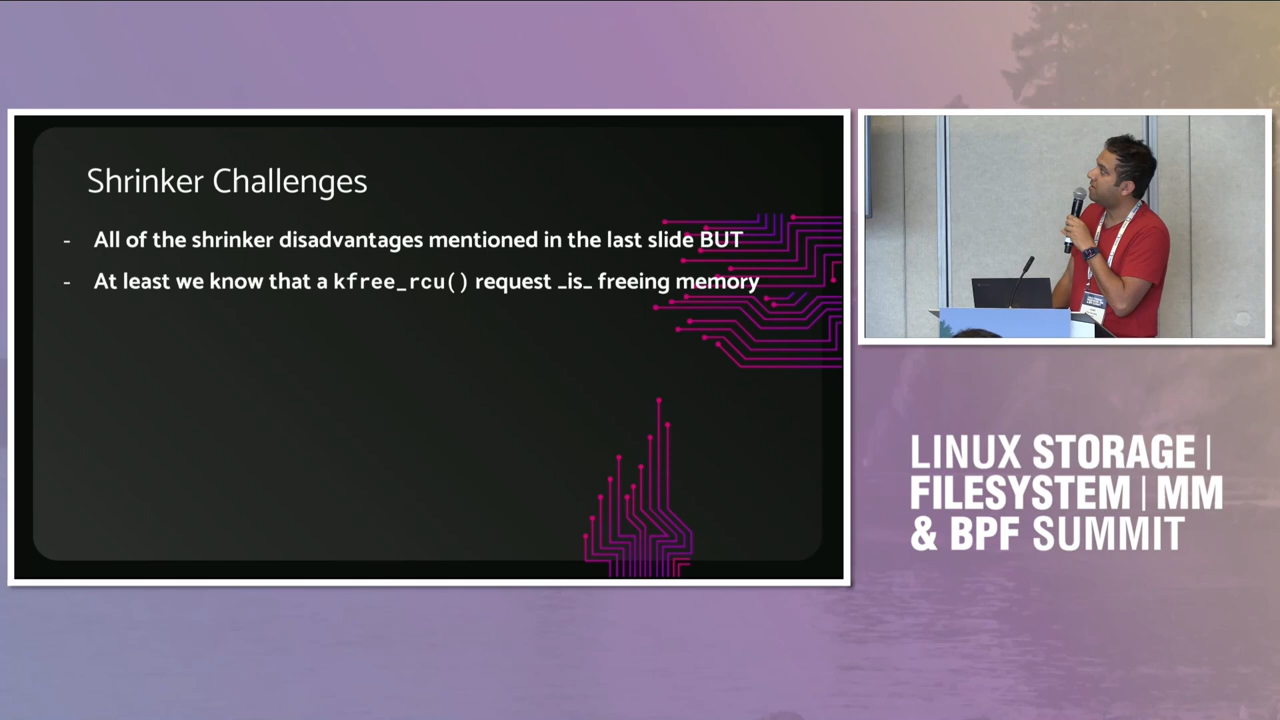 Shrinker Challenges
- All of the shrinker disadvantages mentioned in the last slide BUT
- At least we know that a kfree_rcu() request _is_ freeing memory
LINUX STORAGE |
FILESYSTEM | MM
& BPF SUMMIT